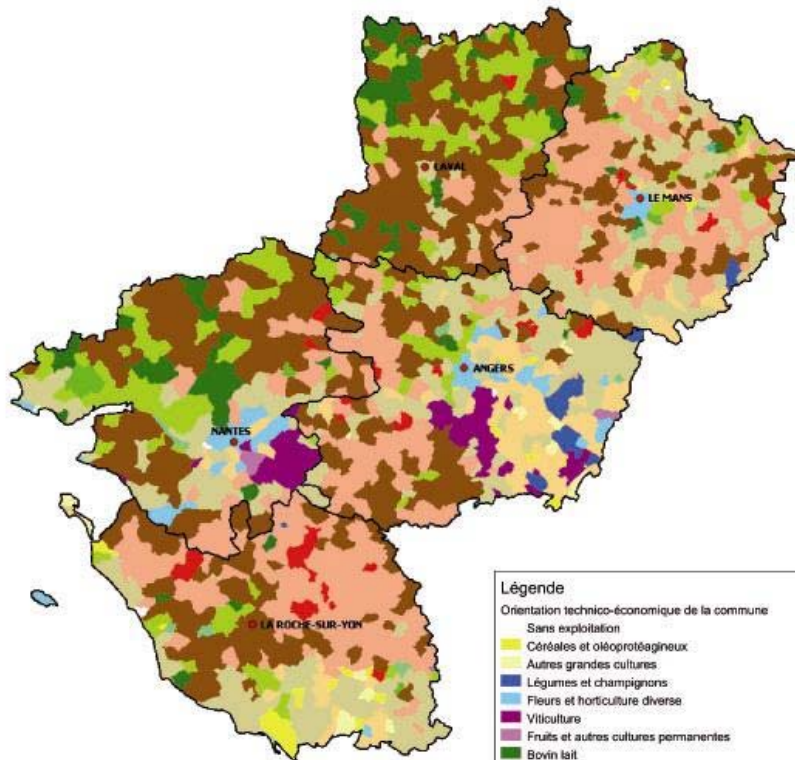 LAVAL
LE MANS
ANGERS
NANTES
LA ROCHE-SUR-YON
Légende
Orientation technico-économique de la commune
Sans exploitation
Céréales et oléoprotéagineux
Autres grandes cultures
Légumes et champignons
Fleurs et horticulture diverse
Viticulture
Fruits et autres cultures permanentes
Bovin lait